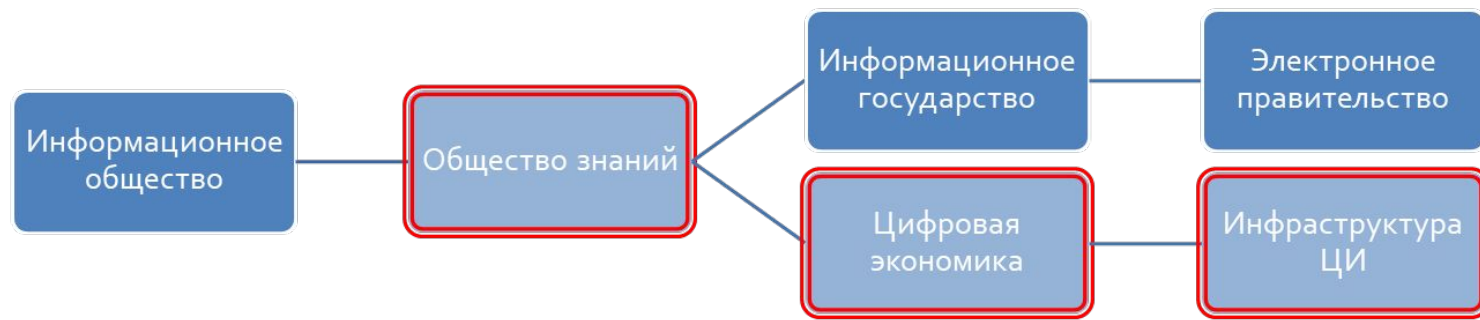 Информационное
общество
Общество знаний
Информационное
государство
Электронное
правительство
Цифровая
экономика
Инфраструктура
ЦИ